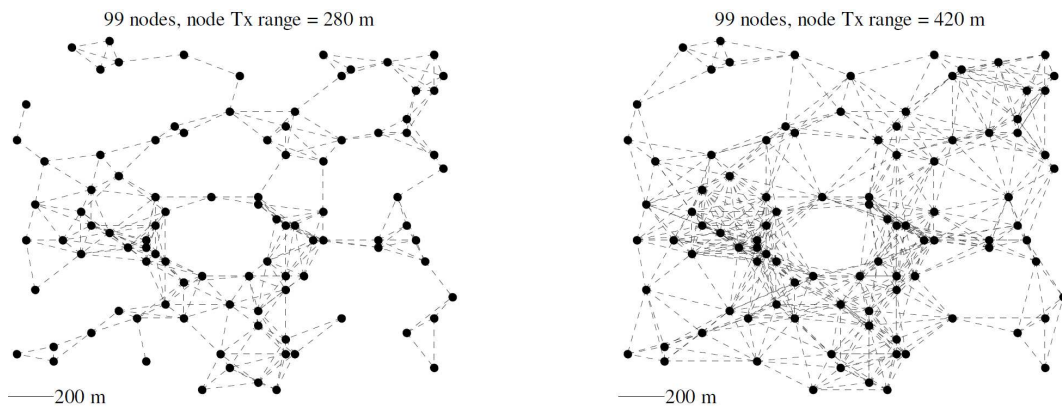 99 nodes, node Tx range = 280 m
99 nodes, node Tx range = 420 m
200 m
200 m